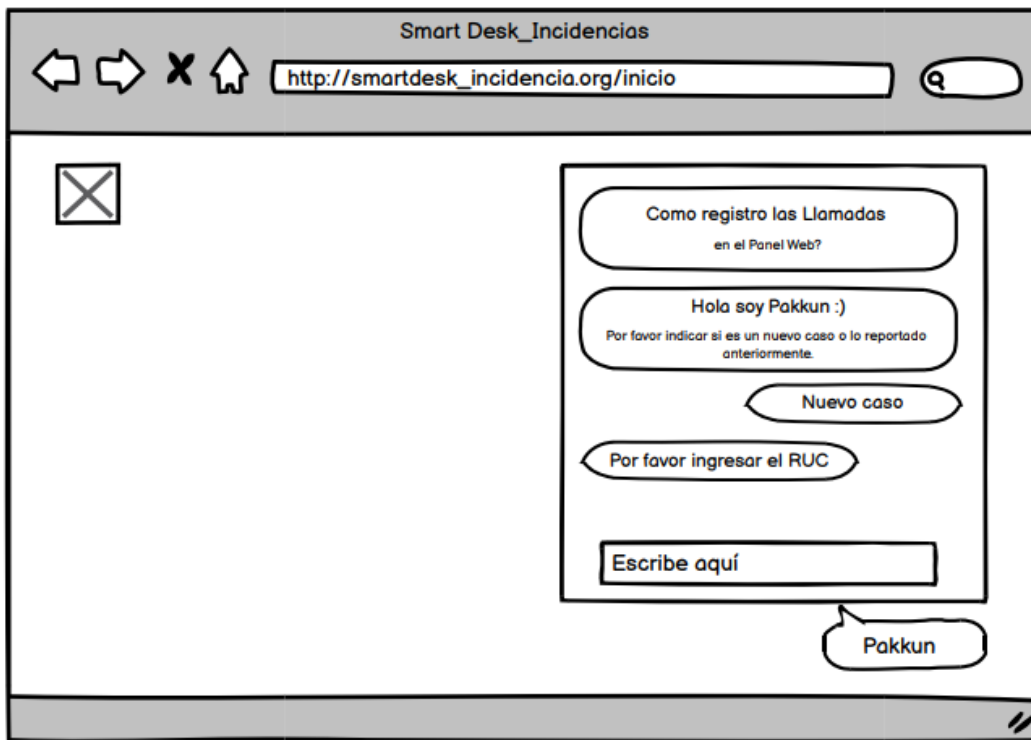 Smart Desk_Incidencias
http://smartdesk_incidencia.org/inicio
Como registro las Llamadas
en el Panel Web?
Hola soy Pakkun :)
Por favor indicar si es un nuevo caso o lo reportado
anteriormente.
Nuevo caso
Por favor ingresar el RUC
Escribe aquí
Pakkun